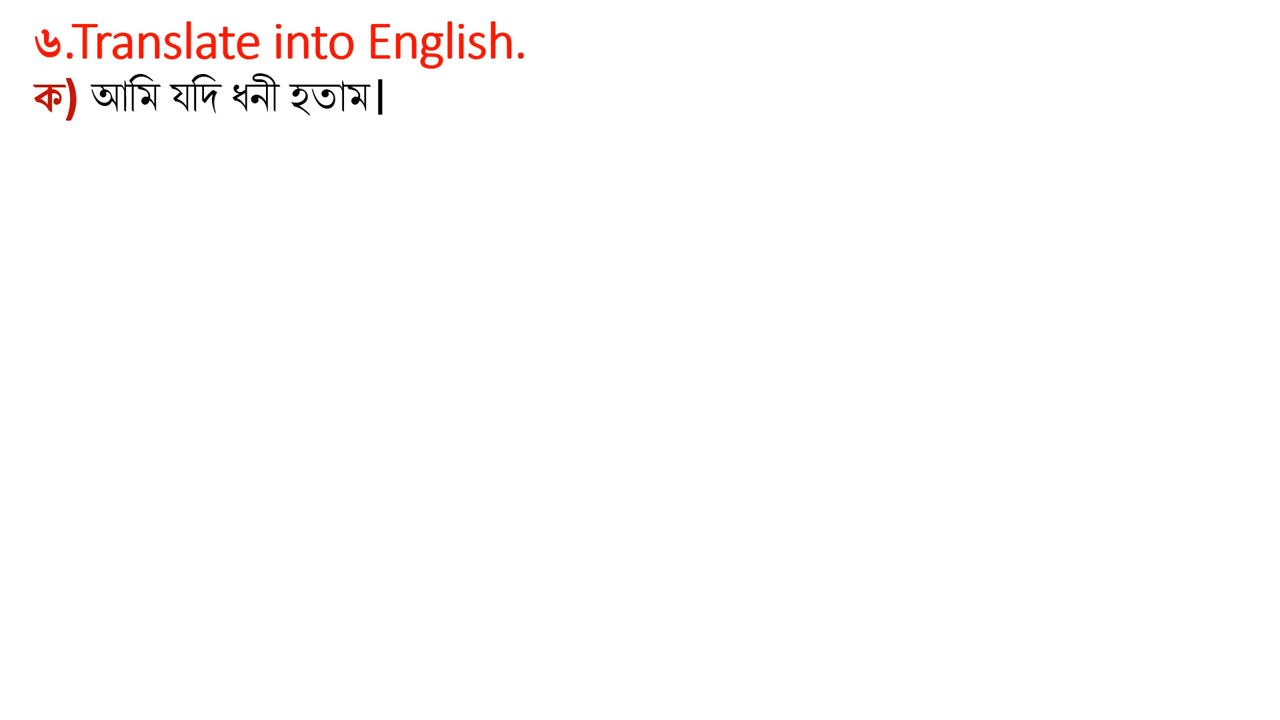 ৬.Translate into English.
ক) আমি যদি ধনী হতাম|